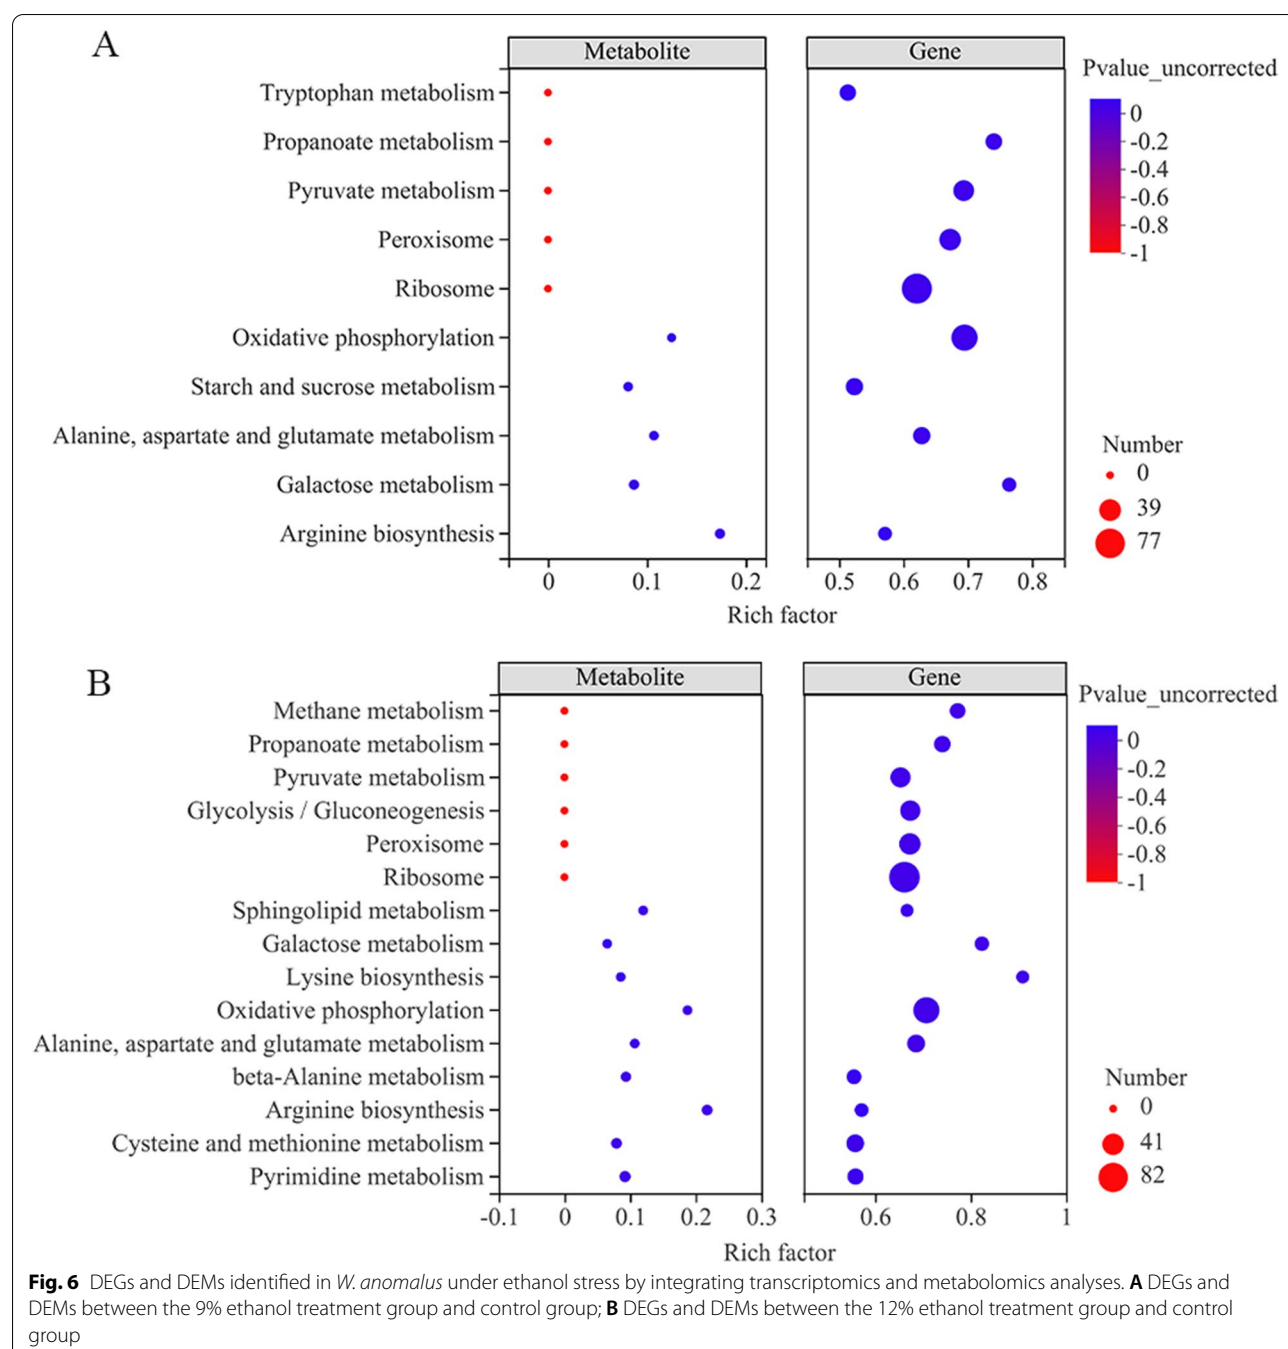 A
Metabolite
Gene
Pvalue_uncorrected
Tryptophan metabolism
Propanoate metabolism
Pyruvate metabolism
Peroxisome
Ribosome
Oxidative phosphorylation
Starch and sucrose metabolism
Alanine, aspartate and glutamate metabolism
Galactose metabolism
Arginine biosynthesis
0
-0.2
-0.4
-0.6
-0.8
-1
Number
0
39
77
0 0.1 0.2
0.5 0.6 0.7 0.8
Rich factor
B
Metabolite
Gene
Pvalue_uncorrected
Methane metabolism
Propanoate metabolism
Pyruvate metabolism
Glycolysis / Gluconeogenesis
Peroxisome
Ribosome
Sphingolipid metabolism
Galactose metabolism
Lysine biosynthesis
Oxidative phosphorylation
Alanine, aspartate and glutamate metabolism
beta-Alanine metabolism
Arginine biosynthesis
Cysteine and methionine metabolism
Pyrimidine metabolism
0
-0.2
-0.4
-0.6
-0.8
-1
Number
0
41
82
-0.1 0 0.1 0.2 0.3
0.6 0.8 1
Rich factor
Fig. 6 DEGs and DEMs identified in W. anomalus under ethanol stress by integrating transcriptomics and metabolomics analyses. A DEGs and
DEMs between the 9% ethanol treatment group and control group; B DEGs and DEMs between the 12% ethanol treatment group and control
group